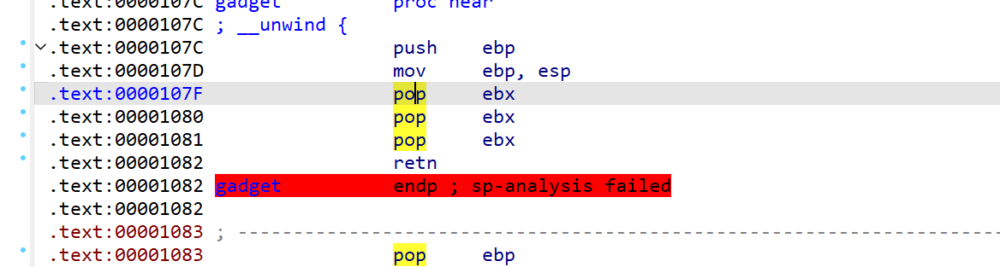 .text:0000107C gadget proc near
.text:0000107C ; __unwind {
.text:0000107C push ebp
.text:0000107D mov ebp, esp
.text:0000107F pop ebx
.text:00001080 pop ebx
.text:00001081 pop ebx
.text:00001082 retn
.text:00001082 gadget endp ; sp-analysis failed
.text:00001082
.text:00001083 ; ---------------------------------------------------------------------------
.text:00001083 pop ebp